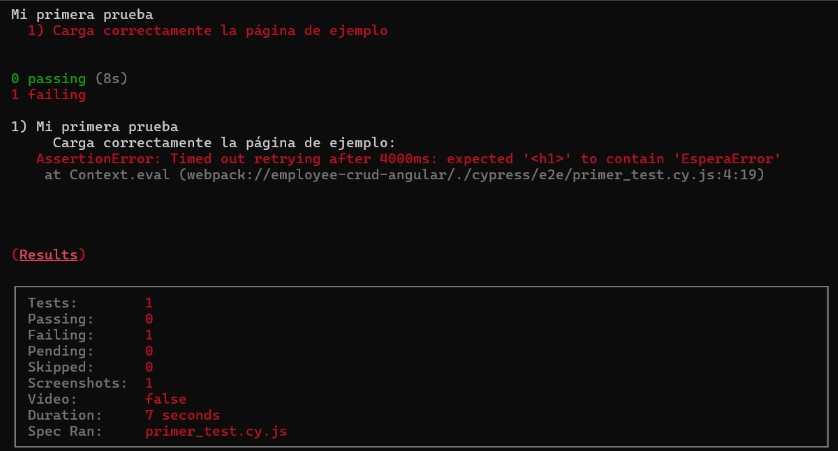 Mi primera prueba
1) Carga correctamente la página de ejemplo
0 passing (8s)
1 failing
1) Mi primera prueba
Carga correctamente la página de ejemplo:
AssertionError: Timed out retrying after 4000ms: expected '<h1>' to contain 'EsperaError'
at Context.eval (webpack://employee-crud-angular/./cypress/e2e/primer_test.cy.js:4:19)
(Results)
Tests: 1
Passing: 0
Failing: 1
Pending: 0
Skipped: 0
Screenshots: 1
Video: false
Duration: 7 seconds
Spec Ran: primer_test.cy.js